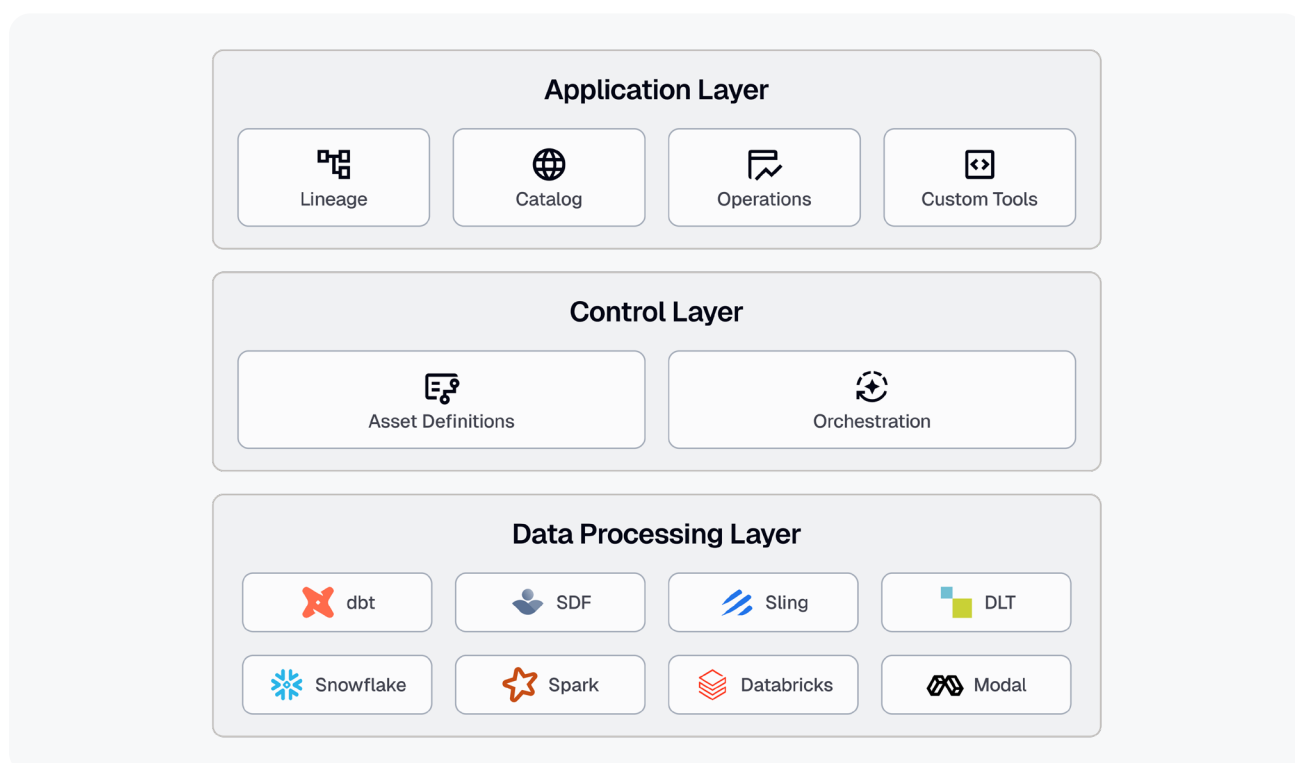 Application Layer
Lineage
Catalog
Operations
Custom Tools
Control Layer
Asset Definitions
Orchestration
Data Processing Layer
dbt
SDF
Sling
DLT
Snowflake
Spark
Databricks
Modal